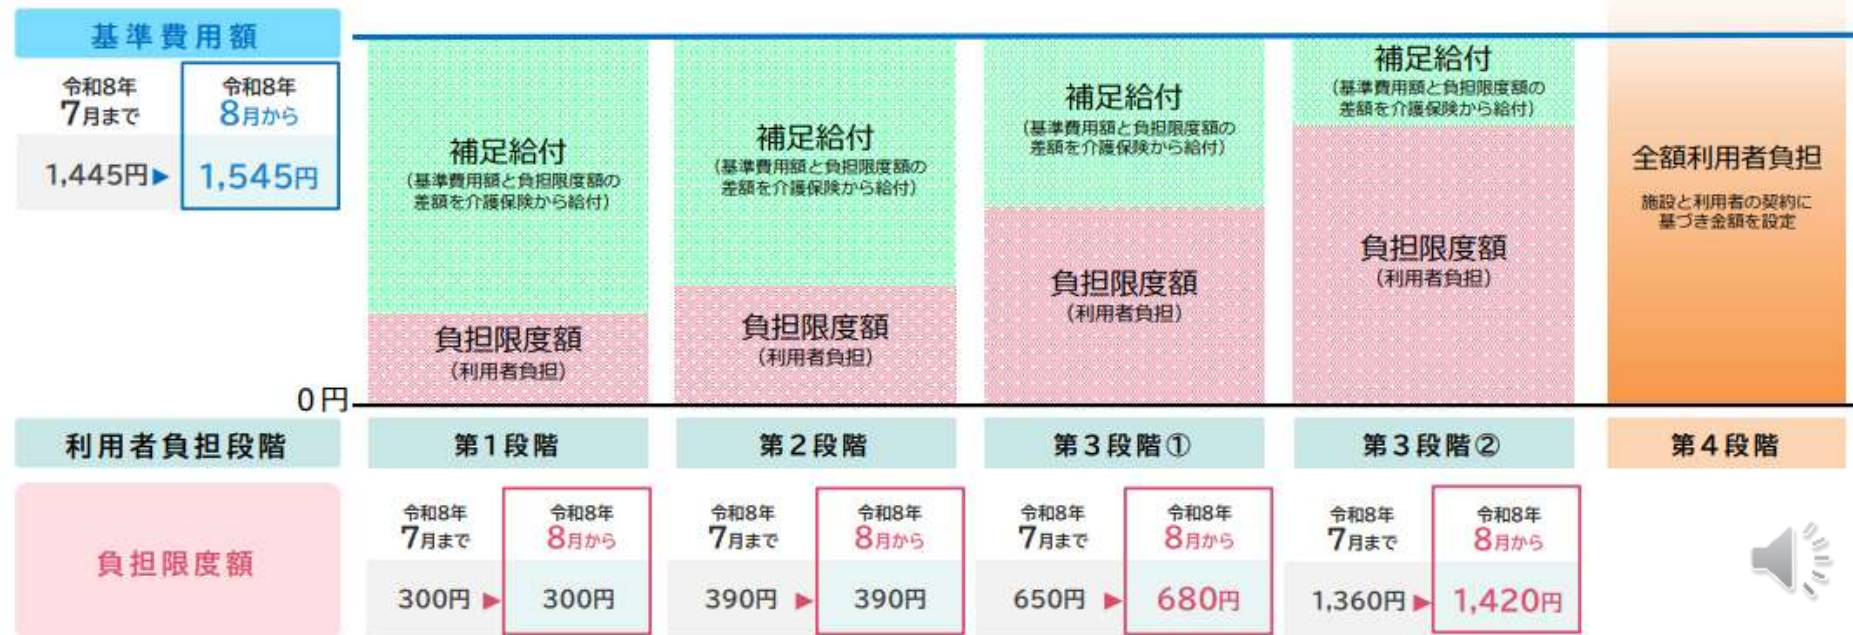 基準費用額
令和8年
7月まで
令和8年
8月から
1,445円▶
1,545円
補足給付
(基準費用額と負担限度額の
差額を介護保険から給付)
負担限度額
(利用者負担)
補足給付
(基準費用額と負担限度額の
差額を介護保険から給付)
負担限度額
(利用者負担)
補足給付
(基準費用額と負担限度額の
差額を介護保険から給付)
負担限度額
(利用者負担)
補足給付
(基準費用額と負担限度額の
差額を介護保険から給付)
負担限度額
(利用者負担)
全額利用者負担
施設と利用者の契約に
基づき金額を設定
0円
利用者負担段階
第1段階
第2段階
第3段階①
第3段階②
第4段階
負担限度額
令和8年
7月まで
令和8年
8月から
300円▶
300円
令和8年
7月まで
令和8年
8月から
390円▶
390円
令和8年
7月まで
令和8年
8月から
650円▶
680円
令和8年
7月まで
令和8年
8月から
1,360円▶
1,420円